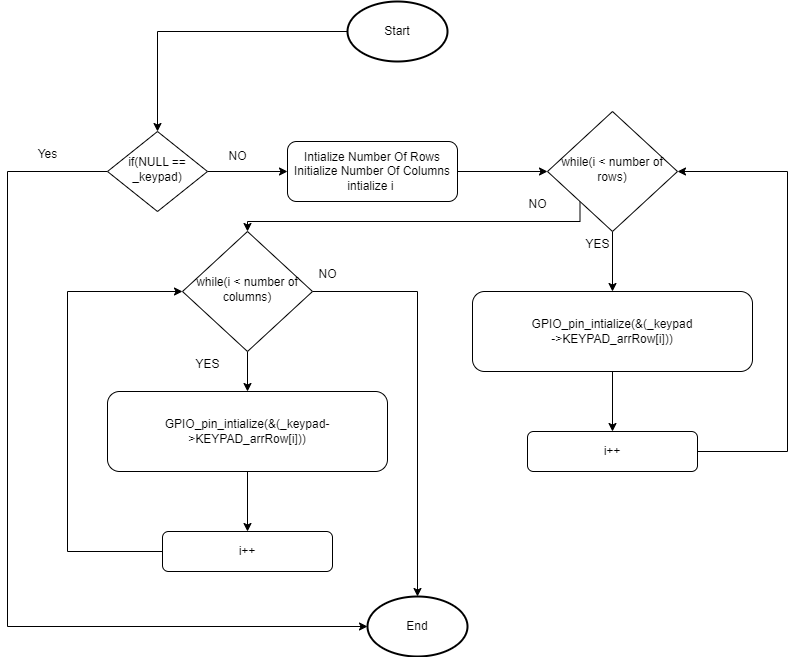 Start
Yes
if(NULL ==
_keypad)
NO
Intialize Number Of Rows
Initialize Number Of Columns
intialize i
while(i < number of
rows)
NO
YES
while(i < number of
columns)
NO
YES
GPIO_pin_intialize(&(_keypad
->KEYPAD_arrRow[i]))
i++
GPIO_pin_intialize(&(_keypad-
>KEYPAD_arrRow[i]))
i++
End